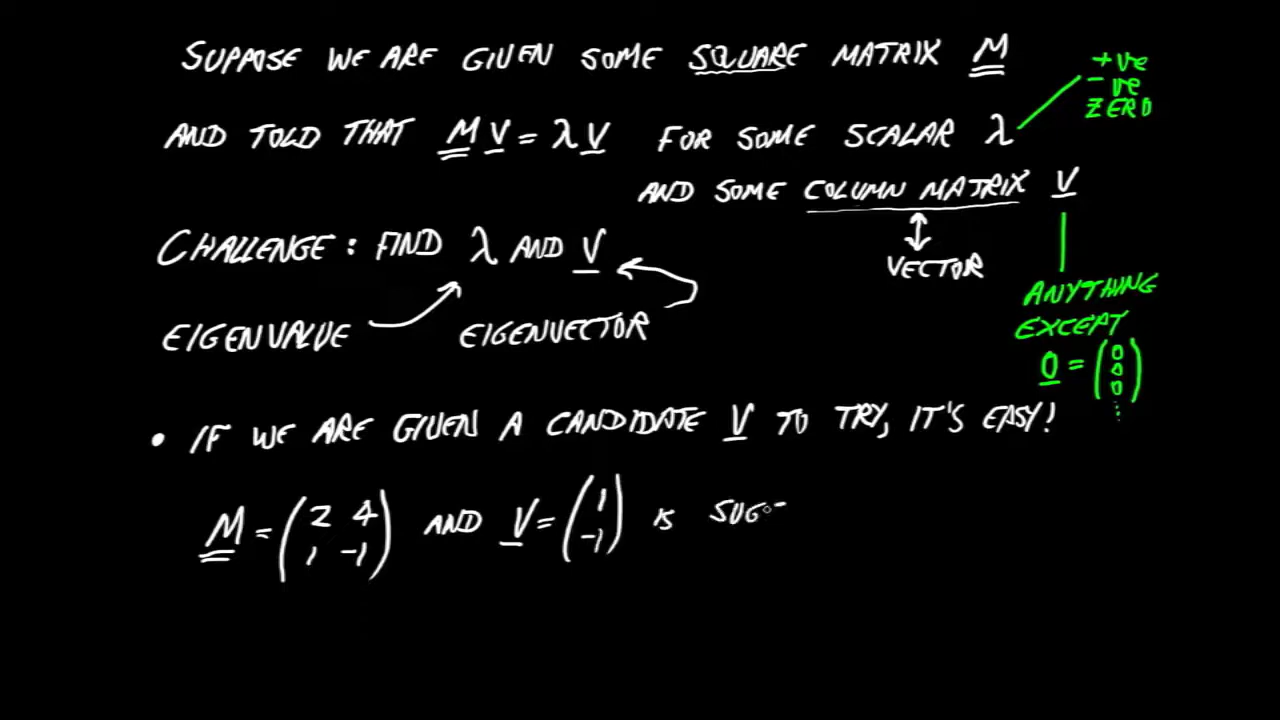 SUPPOSE WE ARE GIVEN SOME SQUARE MATRIX M
+ve
-ve
ZERO
AND TOLD THAT M V = λ V FOR SOME SCALAR λ
AND SOME COLUMN MATRIX V
VECTOR
CHALLENGE: FIND λ AND V
EIGENVALUE EIGENVECTOR
ANYTHING
EXCEPT
0 = (0 0 0 ⋮)
• IF WE ARE GIVEN A CANDIDATE V TO TRY, IT'S EASY!
M = (2 4 1 -1) AND V = (1 -1) IS